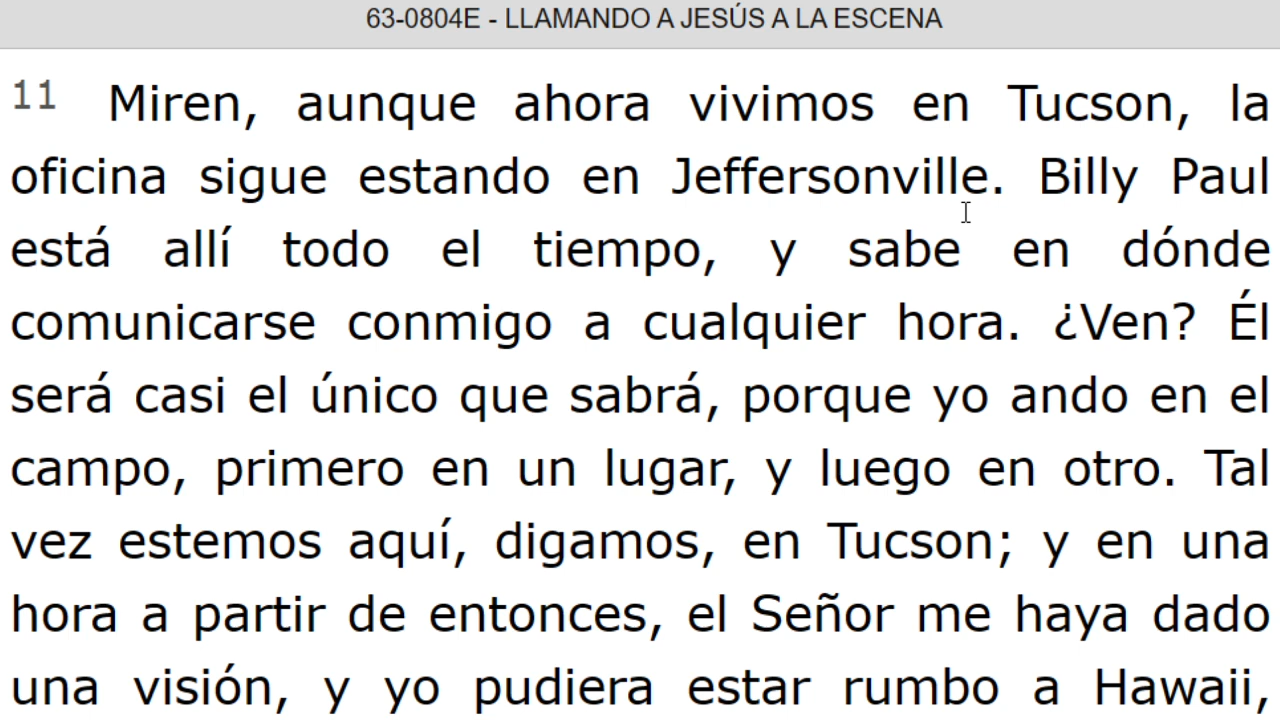 63-0804E - LLAMANDO A JESÚS A LA ESCENA
11 Miren, aunque ahora vivimos en Tucson, la
oficina sigue estando en Jeffersonville. Billy Paul
está allí todo el tiempo, y sabe en dónde
comunicarse conmigo a cualquier hora. ¿Ven? Él
será casi el único que sabrá, porque yo ando en el
campo, primero en un lugar, y luego en otro. Tal
vez estemos aquí, digamos, en Tucson; y en una
hora a partir de entonces, el Señor me haya dado
una visión, y yo pudiera estar rumbo a Hawaii,